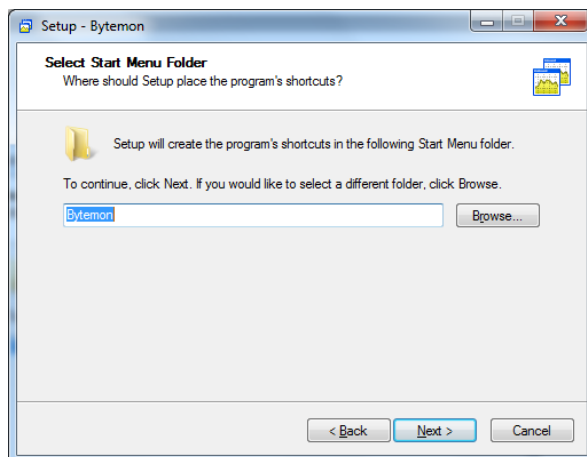 Setup - Bytemon
Select Start Menu Folder
Where should Setup place the program's shortcuts?
Setup will create the program's shortcuts in the following Start Menu folder.
To continue, click Next. If you would like to select a different folder, click Browse.
Bytemon
Browse...
< Back
Next >
Cancel